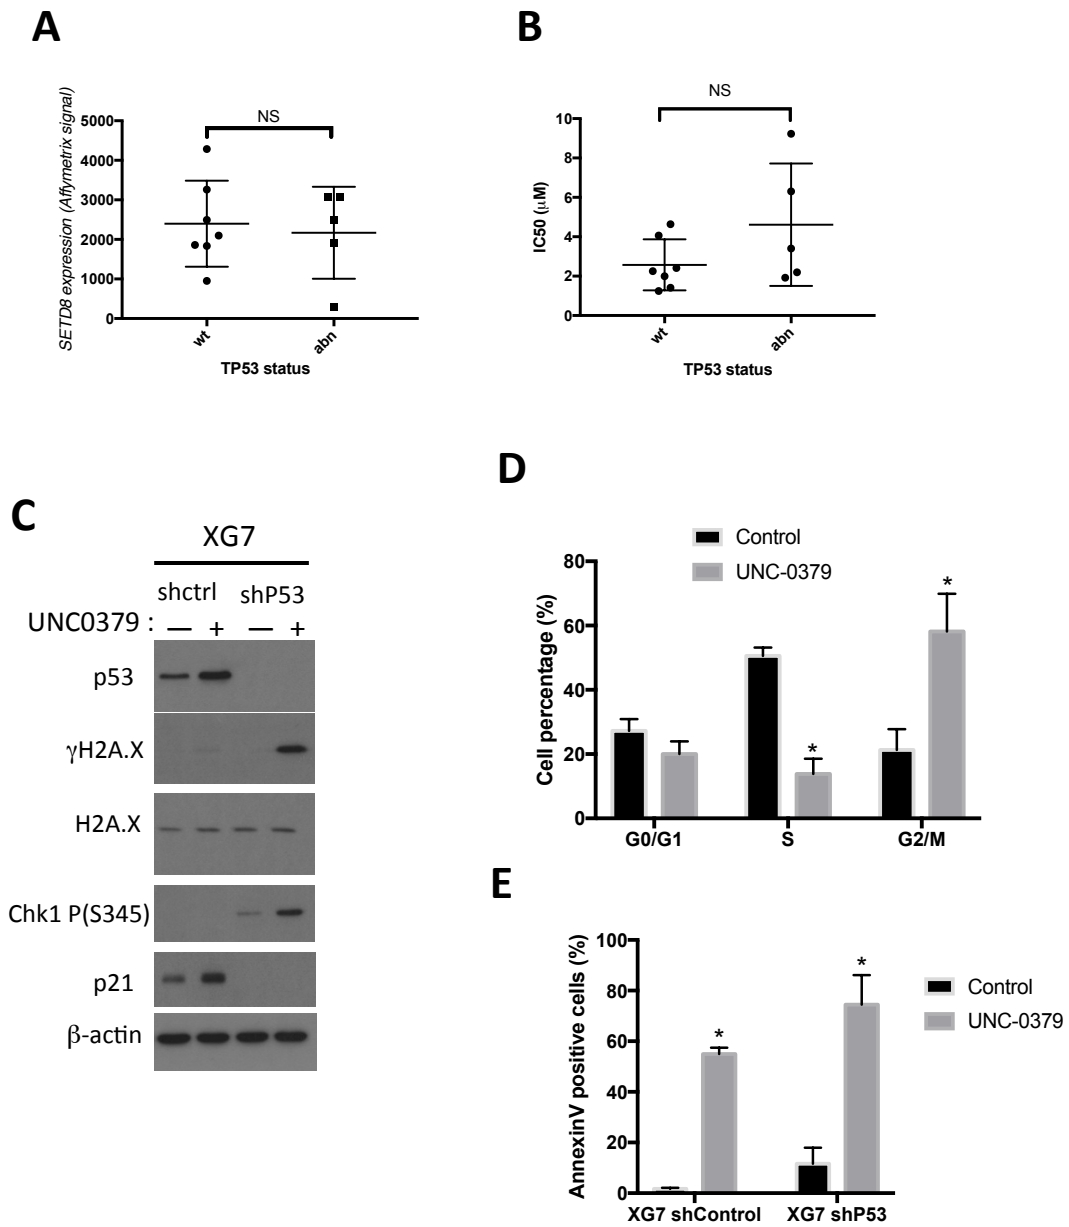 A
SETD8 expression (Affymetrix signal)
5000
4000
3000
2000
1000
0
NS
wt
abn
TP53 status
B
IC50 (μM)
10
8
6
4
2
0
NS
wt
abn
TP53 status
C
XG7
shctrl shP53
UNC0379 : — + — +
p53
γH2A.X
H2A.X
Chk1 P(S345)
p21
β-actin
D
Control
UNC-0379
Cell percentage (%)
80
60
40
20
0
*
*
G0/G1 S G2/M
E
AnnexinV positive cells (%)
100
80
60
40
20
0
*
*
Control
UNC-0379
XG7 shControl XG7 shP53